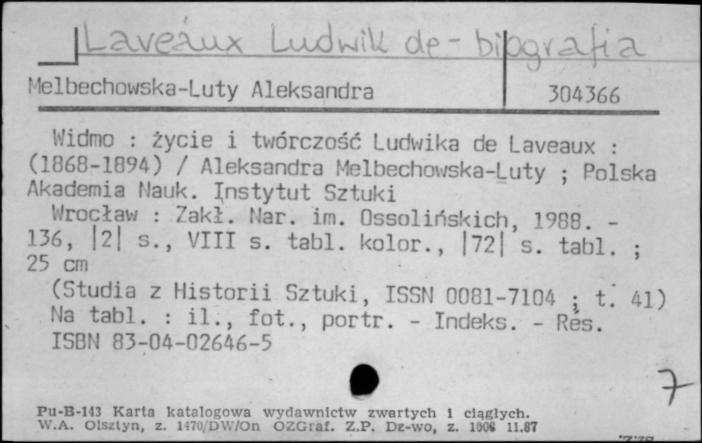 Laveaux Ludwik de - biografia
Melbechowska-Luty Aleksandra 304366
Widmo : życie i twórczość Ludwika de Laveaux :
(1868-1894) / Aleksandra Melbechowska-Luty ; Polska
Akademia Nauk. Instytut Sztuki
Wrocław : Zakł. Nar. im. Ossolińskich, 1988. -
136, |2| s., VIII s. tabl. kolor., |72| s. tabl. ;
25 cm
(Studia z Historii Sztuki, ISSN 0081-7104 ; t. 41)
Na tabl. : il., fot., portr. - Indeks. - Rés.
ISBN 83-04-02646-5
7
Pu-B-143 Karta katalogowa wydawnictw zwartych i ciągłych.
W.A. Olsztyn, z. 1470/DW/On OZGraf. Z.P. Dz-wo, z. 1006 11.87